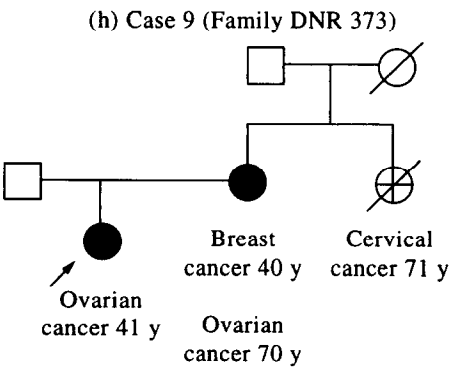 (h) Case 9 (Family DNR 373)
Breast
cancer 40 y
Cervical
cancer 71 y
Ovarian
cancer 41 y
Ovarian
cancer 70 y